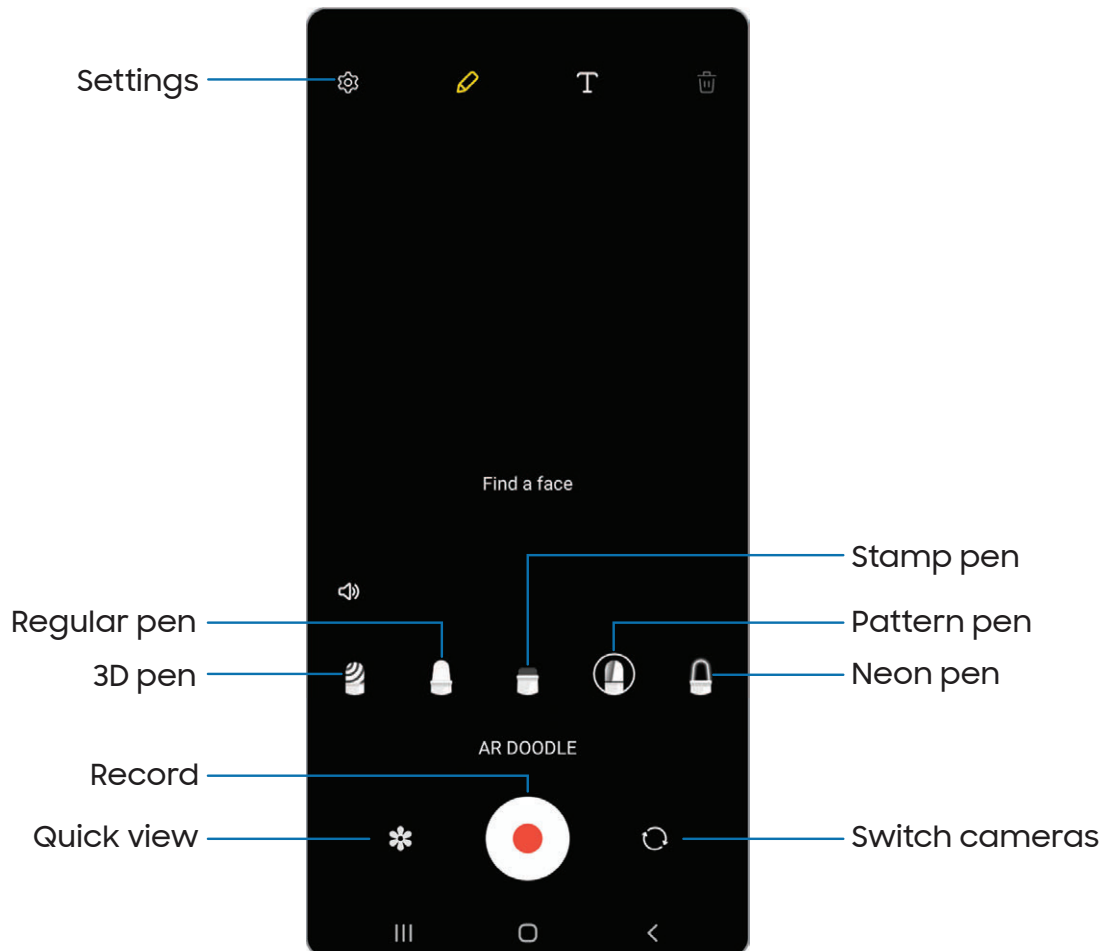 Settings
T
Find a face
Stamp pen
Regular pen
Pattern pen
3D pen
Neon pen
AR DOODLE
Record
Quick view
Switch cameras